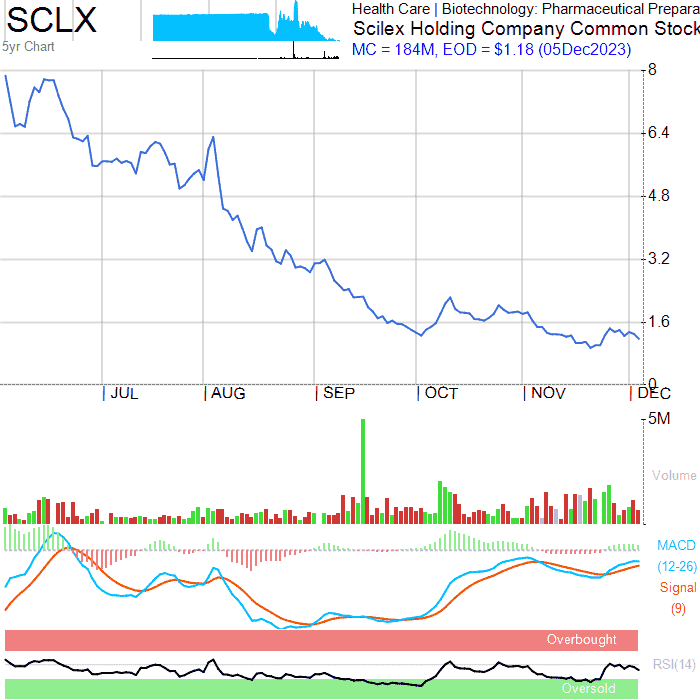 SCLX
5yr Chart
Health Care | Biotechnology: Pharmaceutical Prepara
Scilex Holding Company Common Stock
MC = 184M, EOD = $1.18 (05Dec2023)
8
6.4
4.8
3.2
1.6
0
JUL
AUG
SEP
OCT
NOV
DEC
5M
Volume
MACD
(12-26)
Signal
(9)
Overbought
RSI(14)
Oversold